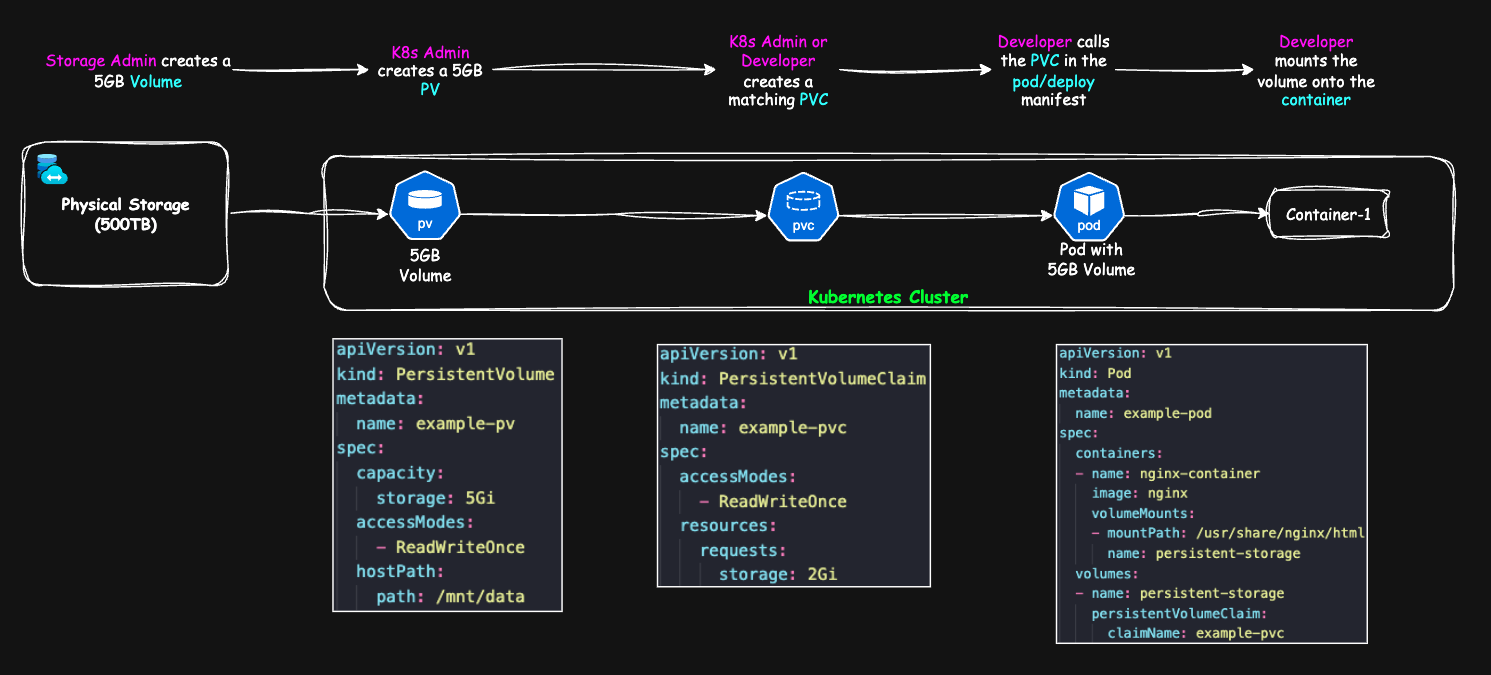 Storage Admin creates a
5GB Volume
K8s Admin
creates a 5GB
PV
K8s Admin or
Developer
creates a
matching PVC
Developer calls
the PVC in the
pod/deploy
manifest
Developer
mounts the
volume onto the
container
Physical Storage
(500TB)
pv
5GB
Volume
pvc
pod
Pod with
5GB Volume
Container-1
Kubernetes Cluster
apiVersion: v1
kind: PersistentVolume
metadata:
  name: example-pv
spec:
  capacity:
    storage: 5Gi
  accessModes:
    - ReadWriteOnce
  hostPath:
    path: /mnt/data
apiVersion: v1
kind: PersistentVolumeClaim
metadata:
  name: example-pvc
spec:
  accessModes:
    - ReadWriteOnce
  resources:
    requests:
      storage: 2Gi
apiVersion: v1
kind: Pod
metadata:
  name: example-pod
spec:
  containers:
  - name: nginx-container
    image: nginx
    volumeMounts:
    - mountPath: /usr/share/nginx/html
      name: persistent-storage
  volumes:
  - name: persistent-storage
    persistentVolumeClaim:
      claimName: example-pvc